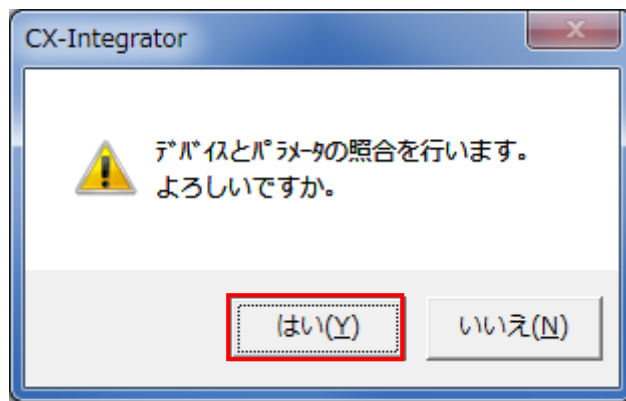 CX-Integrator
ﾃﾞﾊﾞｲｽとﾊﾟﾗﾒｰﾀの照合を行います。
よろしいですか。
はい(Y)
いいえ(N)